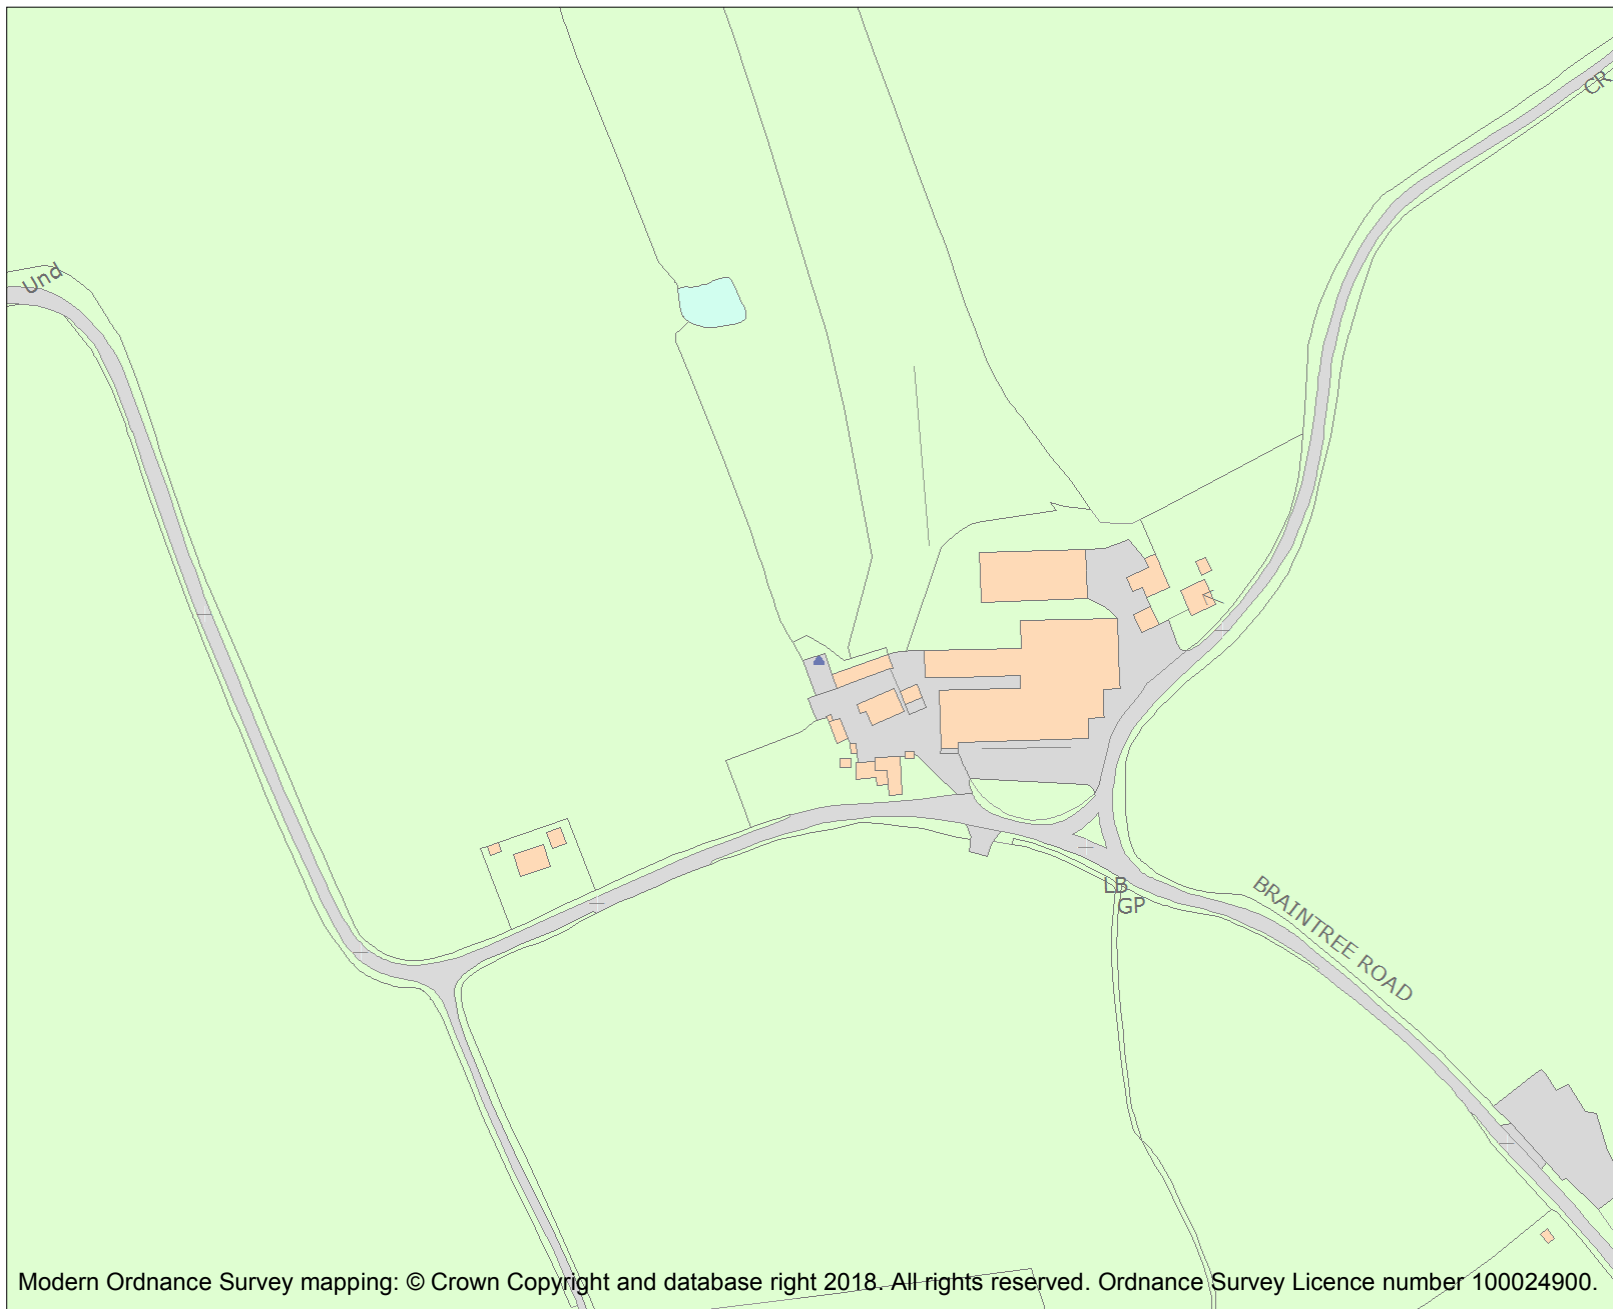 CR
Und
LB
GP
BRAINTREE ROAD
Modern Ordnance Survey mapping: © Crown Copyright and database right 2018. All rights reserved. Ordnance Survey Licence number 100024900.